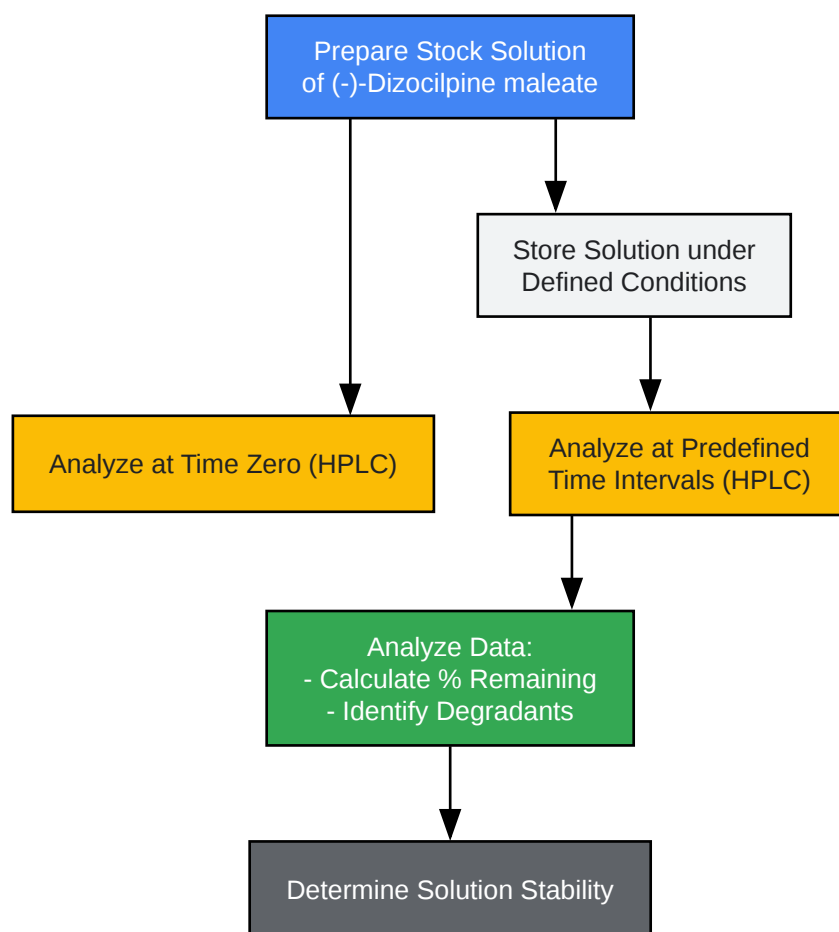 Prepare Stock Solution
of (-)-Dizocilpine maleate
Store Solution under
Defined Conditions
Analyze at Time Zero (HPLC)
Analyze at Predefined
Time Intervals (HPLC)
Analyze Data:
- Calculate % Remaining
- Identify Degradants
Determine Solution Stability